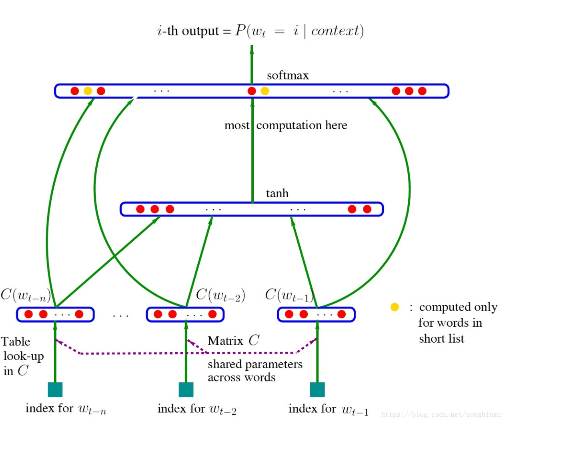 i-th output = P(w_t = i | context)
softmax
. . .
. . .
most computation here
tanh
. . .
. . .
C(w_{t−n})
C(w_{t−2})
C(w_{t−1})
. . .
. . .
. . .
. . .
: computed only
for words in
short list
Table
look-up
in C
Matrix C
shared parameters
across words
index for w_{t−n}
index for w_{t−2}
index for w_{t−1}